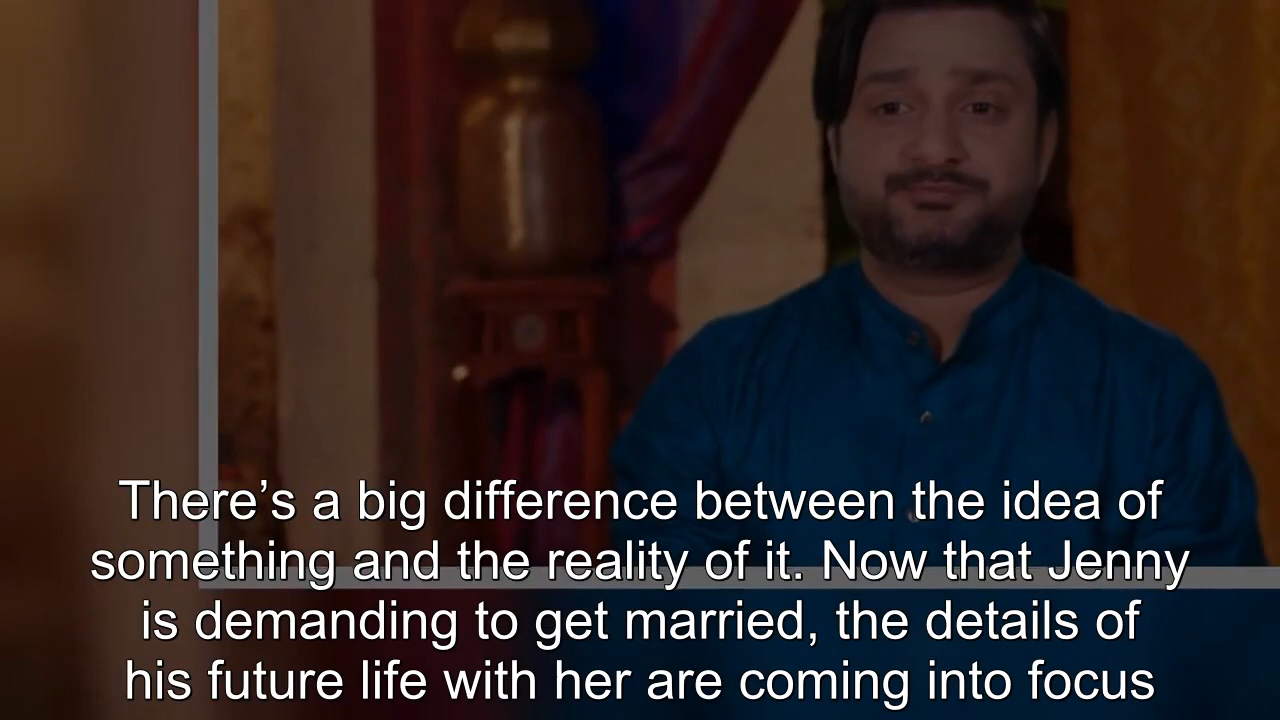 There’s a big difference between the idea of
something and the reality of it. Now that Jenny
is demanding to get married, the details of
his future life with her are coming into focus